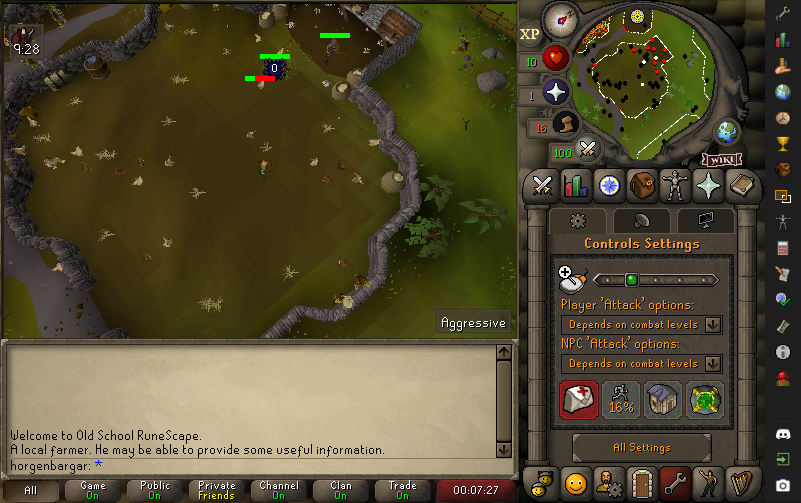 9:28
0
Aggressive
XP
10
1
16
100
WIKI
Controls Settings
Player 'Attack' options:
Depends on combat levels
NPC 'Attack' options:
Depends on combat levels
16%
All Settings
Welcome to Old School RuneScape.
A local farmer. He may be able to provide some useful information.
horgenbargar: *
All
Game
On
Public
On
Private
Friends
Channel
On
Clan
On
Trade
On
00:07:27